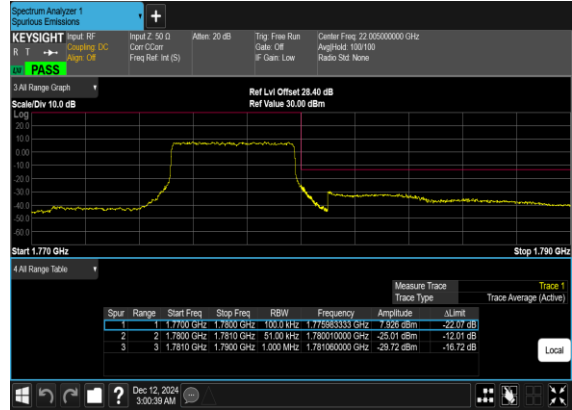 Spectrum Analyzer 1
Spurious Emissions
KEYSIGHT Input: RF Input Z: 50 Ω Atten: 20 dB Trig: Free Run Center Freq: 22.005000000 GHz
R T Coupling: DC Corr CCorr Gate: Off Avg|Hold: 100/100
Align: Off Freq Ref: Int (S) IF Gain: Low Radio Std: None
LW PASS
3 All Range Graph
Ref Lvl Offset 28.40 dB
Scale/Div 10.0 dB Ref Value 30.00 dBm
Log
20.0
10.0
0.00
-10.0
-20.0
-30.0
-40.0
-50.0
-60.0
Start 1.770 GHz Stop 1.790 GHz
4 All Range Table
Measure Trace Trace 1
Trace Type Trace Average (Active)
Spur Range Start Freq Stop Freq RBW Frequency Amplitude ΔLimit
1 1 1.7700 GHz 1.7800 GHz 100.0 kHz 1.775983333 GHz 7.926 dBm -22.07 dB
2 2 1.7800 GHz 1.7810 GHz 51.00 kHz 1.780010000 GHz -25.01 dBm -12.01 dB
3 3 1.7810 GHz 1.7900 GHz 1.000 MHz 1.781060000 GHz -29.72 dBm -16.72 dB
Local
? Dec 12, 2024
3:00:39 AM